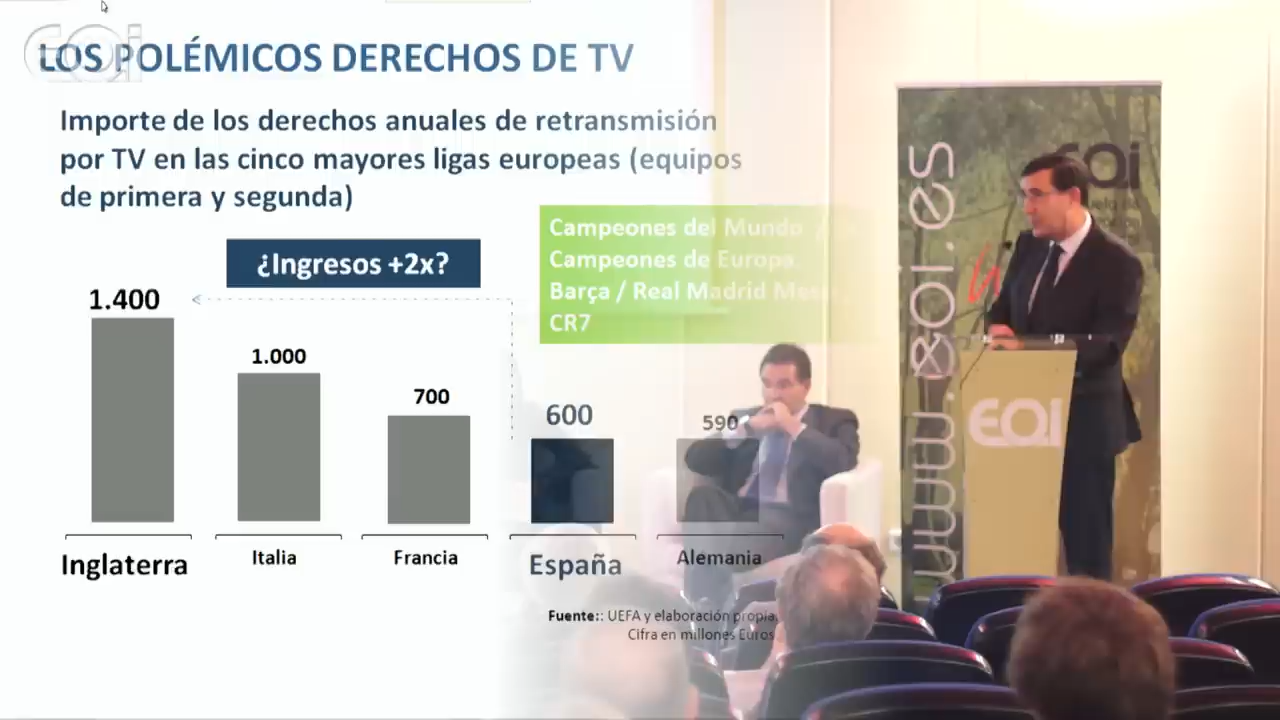 EOi
LOS POLÉMICOS DERECHOS DE TV
Importe de los derechos anuales de retransmisión
por TV en las cinco mayores ligas europeas (equipos
de primera y segunda)
¿Ingresos +2x?
Campeones del Mundo
Campeones de Europa
Barça / Real Madrid
CR7
1.400
1.000
700
600
590
Inglaterra
Italia
Francia
España
Alemania
Fuente:: UEFA y elaboración propia.
Cifra en millones Euros
www.eoi.es
EOi
EOi